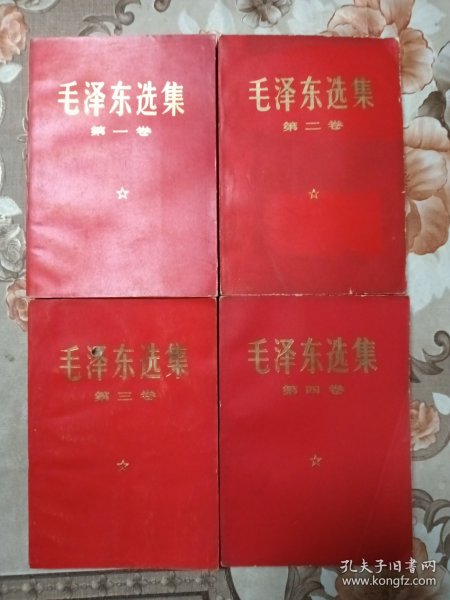 毛泽东选集
第一卷
毛泽东选集
第二卷
毛泽东选集
第三卷
毛泽东选集
第四卷
孔夫子旧书网
www.kongfz.com